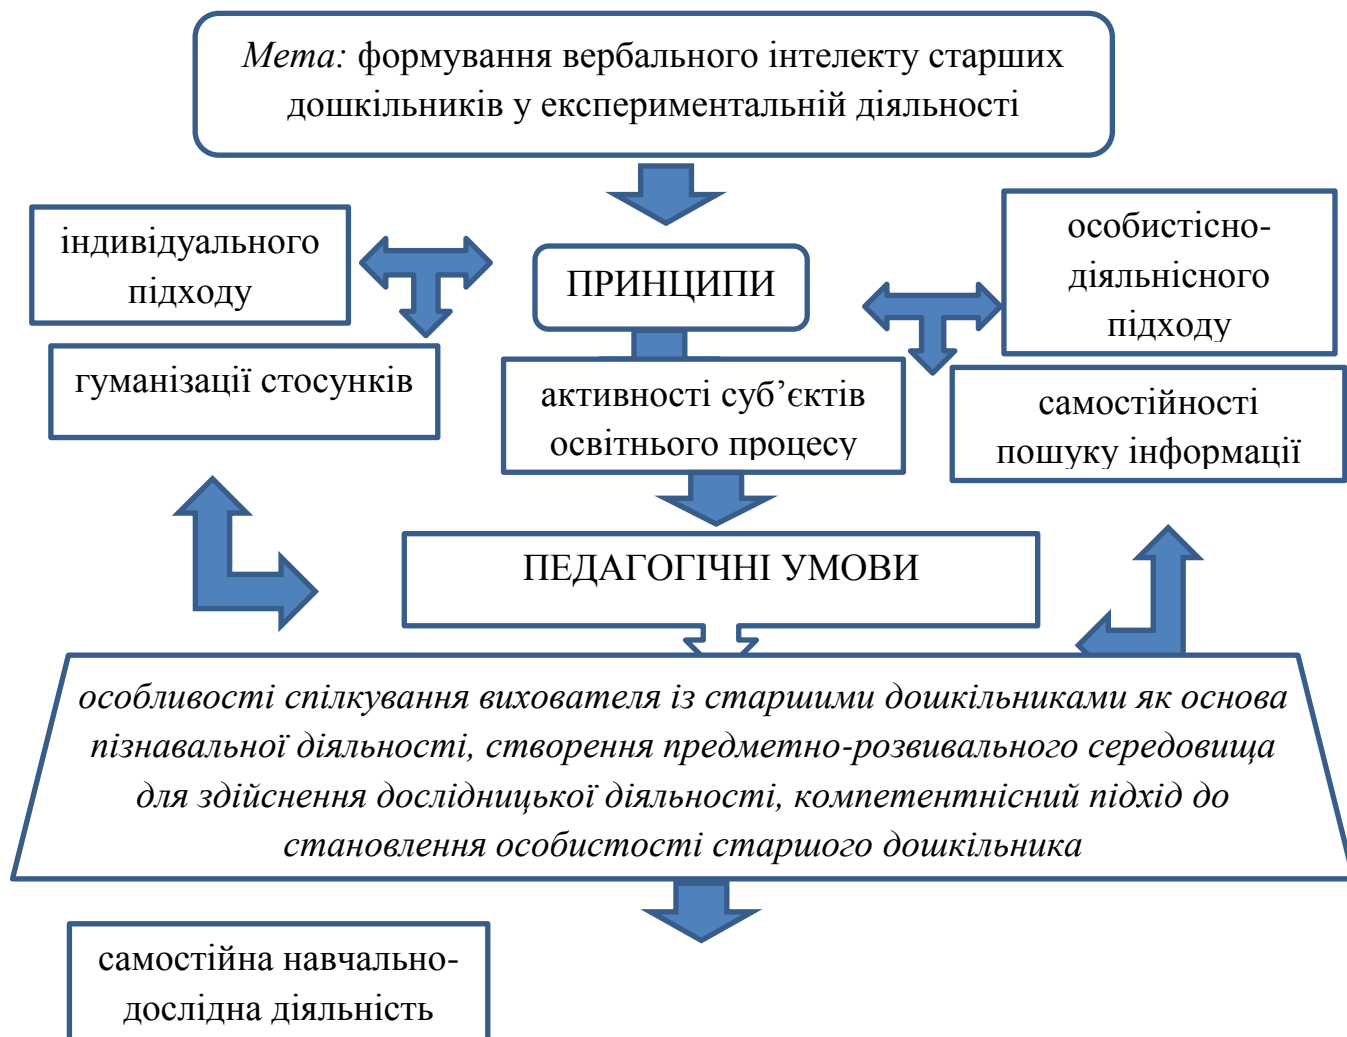 Мета: формування вербального інтелекту старших
дошкільників у експериментальній діяльності
індивідуального
підходу
ПРИНЦИПИ
особистісно-
діяльнісного
підходу
гуманізації стосунків
активності суб’єктів
освітнього процесу
самостійності
пошуку інформації
ПЕДАГОГІЧНІ УМОВИ
особливості спілкування вихователя із старшими дошкільниками як основа
пізнавальної діяльності, створення предметно-розвивального середовища
для здійснення дослідницької діяльності, компетентнісний підхід до
становлення особистості старшого дошкільника
самостійна навчально-
дослідна діяльність